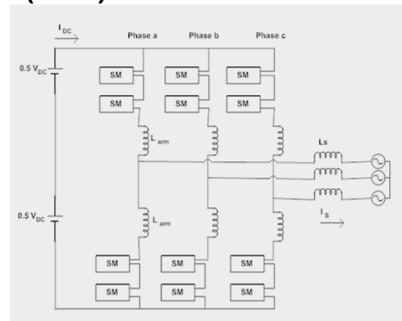 I DC
Phase a Phase b Phase c
0.5 V DC
SM SM SM
SM SM SM
L arm
Ls
0.5 V DC
L arm
I s
SM SM SM
SM SM SM